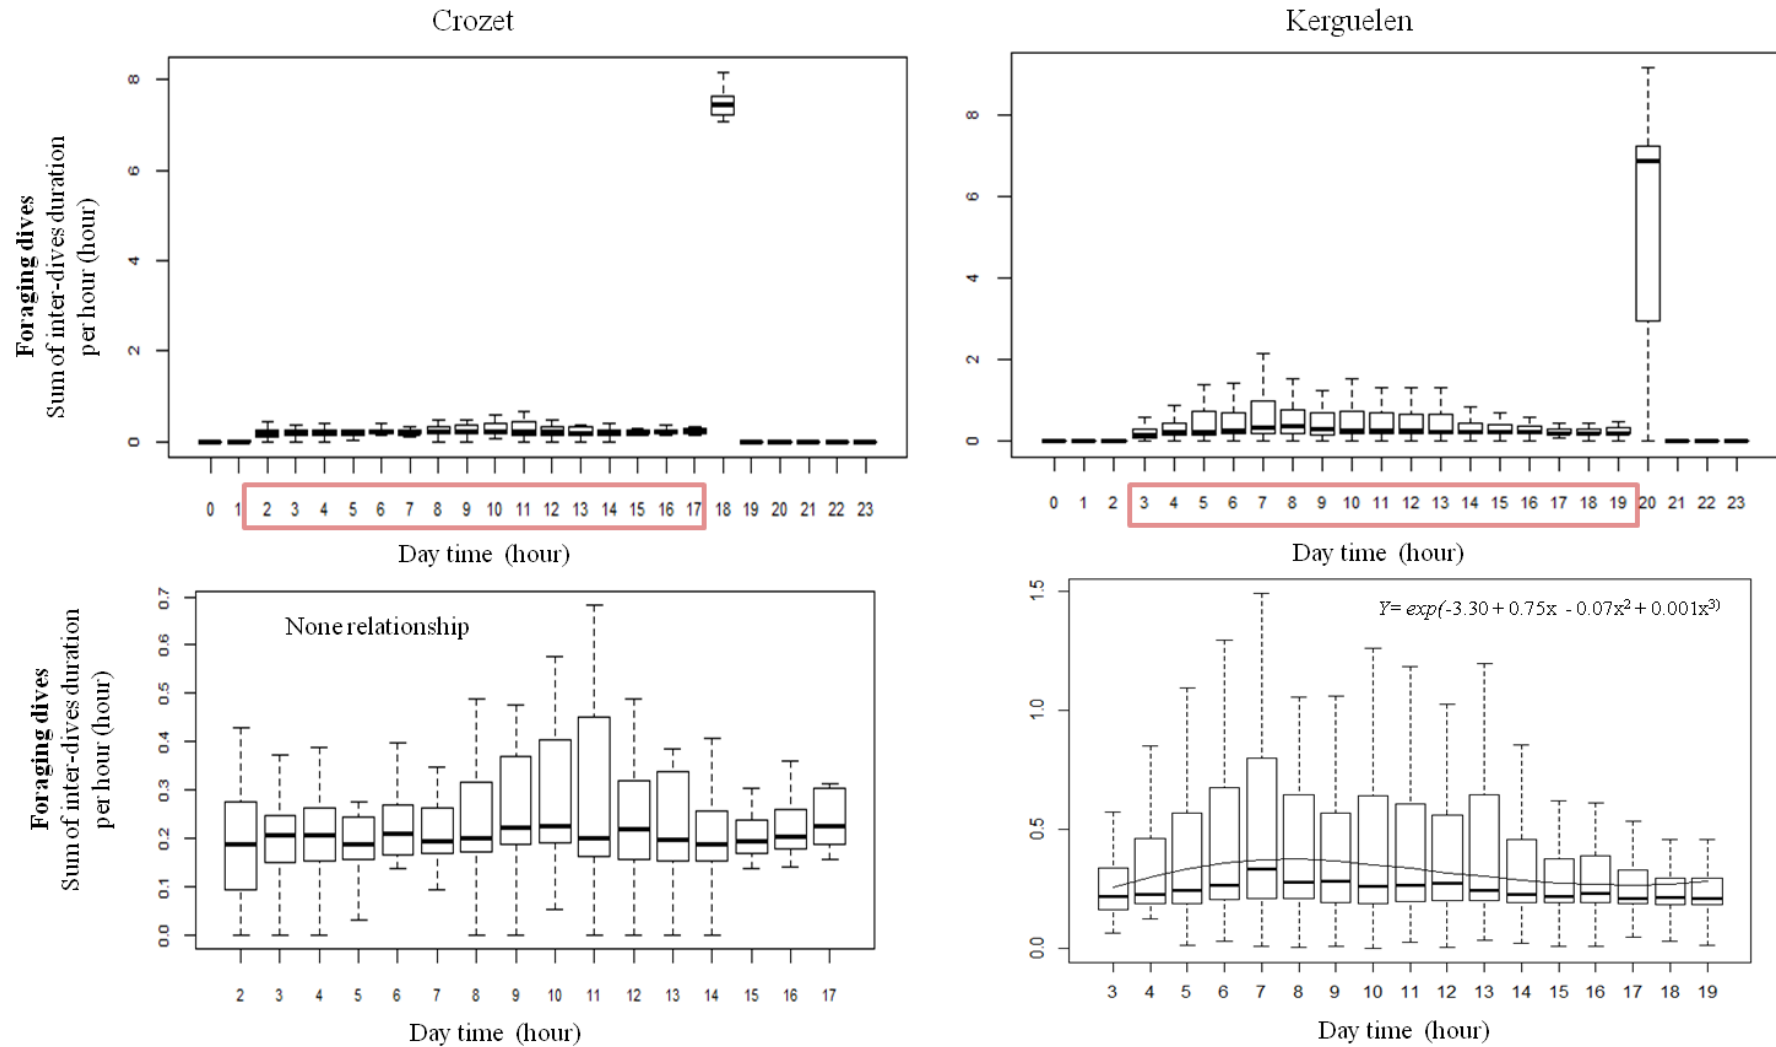 Crozet
Foraging dives
Sum of inter-dives duration
per hour (hour)
8
6
4
2
0
0 1 2 3 4 5 6 7 8 9 10 11 12 13 14 15 16 17 18 19 20 21 22 23
Day time (hour)
Kerguelen
8
6
4
2
0
0 1 2 3 4 5 6 7 8 9 10 11 12 13 14 15 16 17 18 19 20 21 22 23
Day time (hour)
Foraging dives
Sum of inter-dives duration
per hour (hour)
0.7
0.6
0.5
0.4
0.3
0.2
0.1
0.0
None relationship
2 3 4 5 6 7 8 9 10 11 12 13 14 15 16 17
Day time (hour)
1.5
1.0
0.5
0.0
Y= exp(-3.30 + 0.75x - 0.07x² + 0.001x³⁾
3 4 5 6 7 8 9 10 11 12 13 14 15 16 17 18 19
Day time (hour)